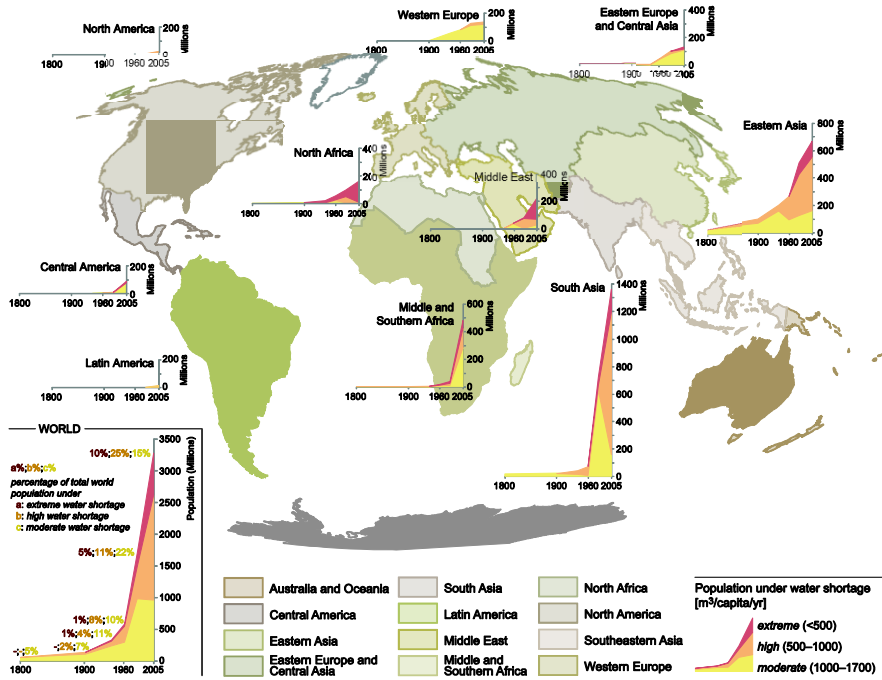 North America
200
0
Millions
1800
1960
2005
Western Europe
200
0
Millions
1800
1900
1960
2005
Eastern Europe
and Central Asia
400
200
0
Millions
1800
1900
2005
Eastern Asia
800
600
400
200
0
Millions
1800
1900
1960
2005
North Africa
40
20
0
Millions
1800
1900
1960
2005
Middle East
400
200
0
Millions
1800
1900
1960
2005
Central America
200
0
Millions
1800
1900
1960
2005
Middle and
Southern Africa
600
400
200
0
Millions
1800
1900
1960
2005
South Asia
1400
1200
1000
800
600
400
200
0
Millions
1800
1900
1960
2005
Latin America
200
0
Millions
1800
1900
1960
2005
WORLD
a%;b%;c%
percentage of total world
population under
a: extreme water shortage
b: high water shortage
c: moderate water shortage
10%;25%;15%
5%;11%;22%
1%;8%;10%
1%;4%;11%
-;2%;7%
-;-;5%
3500
3000
2500
2000
1500
1000
500
0
Population (Millions)
1800
1900
1960
2005
Australia and Oceania
Central America
Eastern Asia
Eastern Europe and
Central Asia
South Asia
Latin America
Middle East
Middle and
Southern Africa
North Africa
North America
Southeastern Asia
Western Europe
Population under water shortage
[m³/capita/yr]
extreme (<500)
high (500–1000)
moderate (1000–1700)